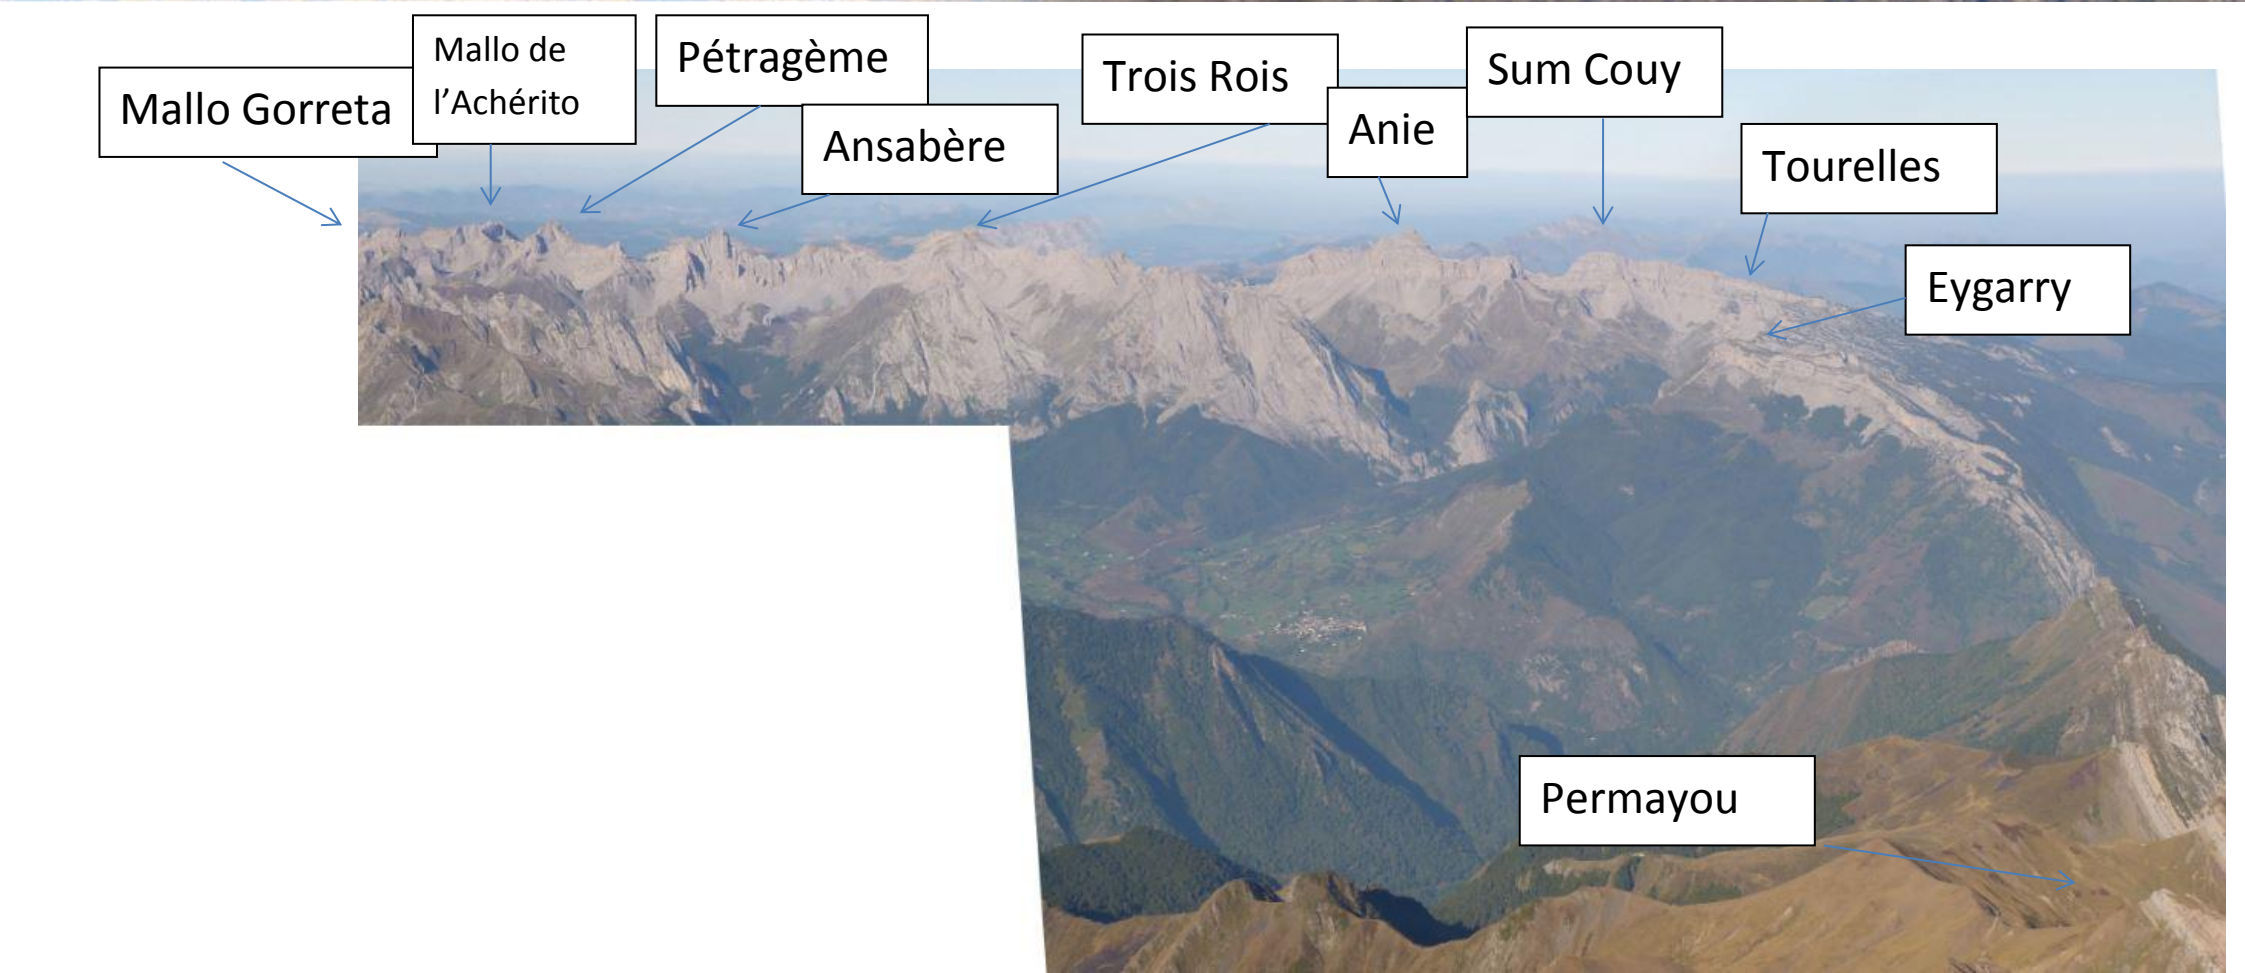 Mallo Gorreta
Mallo de
l'Achérito
Pétragème
Ansabère
Trois Rois
Anie
Sum Couy
Tourelles
Eygarry
Permayou